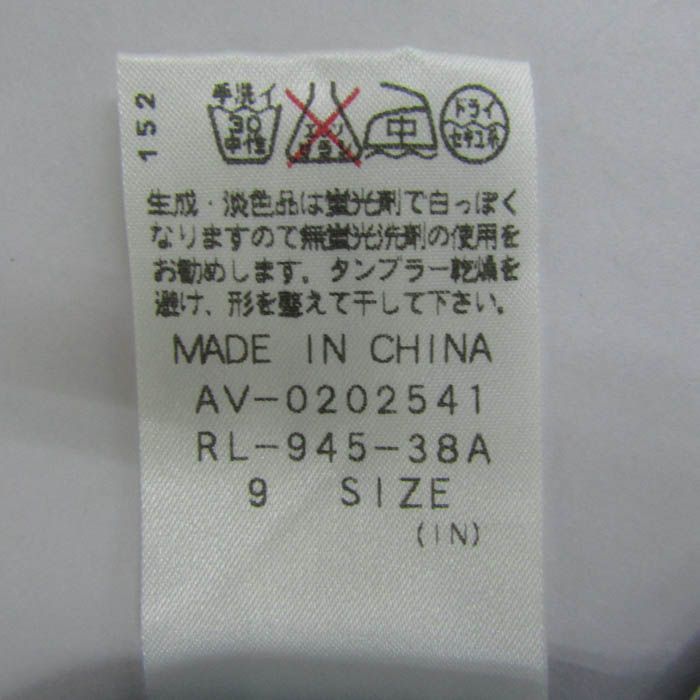 152
手洗イ
30
中性
エンソ
サラシ
中
ドライ
セキユ系
生成・淡色品は蛍光剤で白っぽく
なりますので無蛍光洗剤の使用を
お勧めします。タンブラー乾燥を
避け、形を整えて干して下さい。
MADE IN CHINA
AV-0202541
RL-945-38A
9 SIZE
(IN)